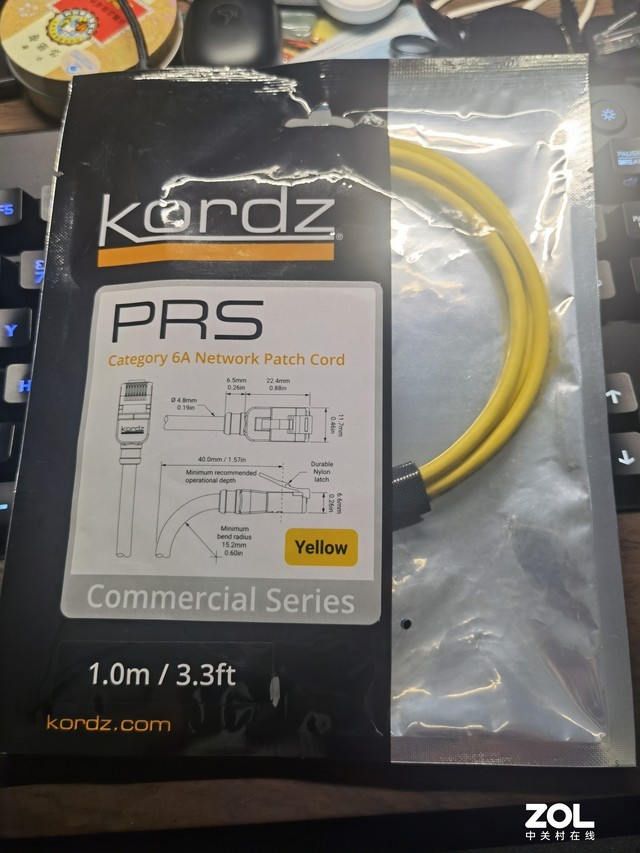 kordz®
PRS
Category 6A Network Patch Cord
6.5mm
0.26in
22.4mm
0.88in
Ø 4.8mm
0.19in
11.7mm
0.46in
kordz
40.0mm / 1.57in
Minimum recommended
operational depth
Durable
Nylon
latch
6.6mm
0.26in
Minimum
bend radius
15.2mm
0.60in
Yellow
Commercial Series
1.0m / 3.3ft
kordz.com
F5
Y
H
PAUSE
ZOL
中关村在线